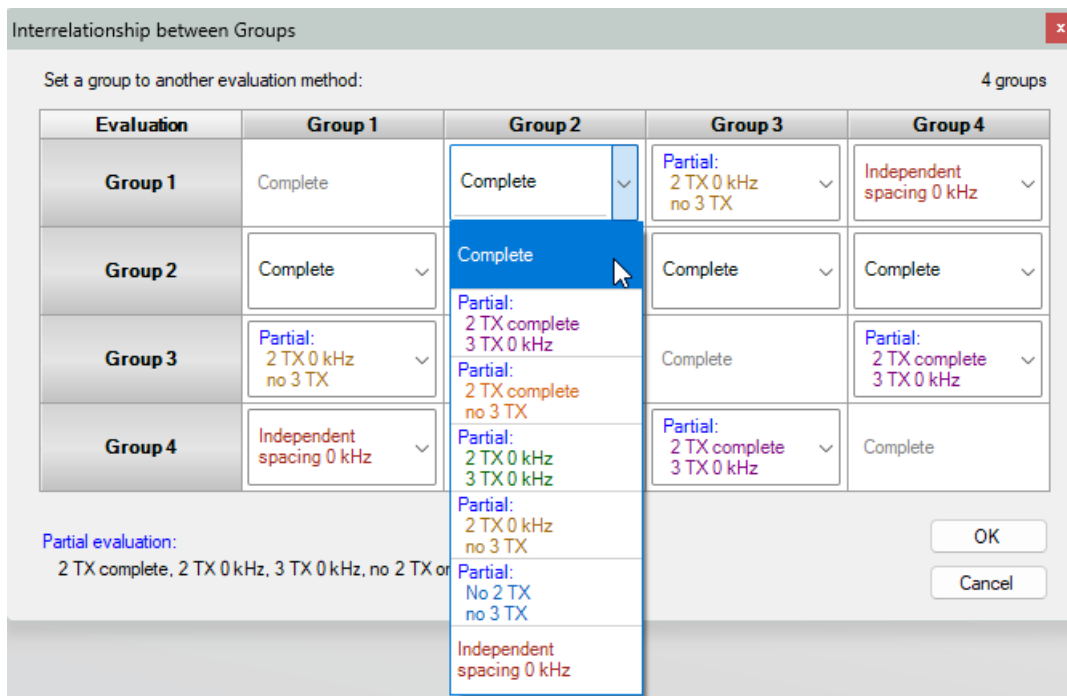 Interrelationship between Groups
x
Set a group to another evaluation method:
4 groups
Evaluation
Group 1
Group 2
Group 3
Group 4
Group 1
Complete
Complete
Partial:
2 TX 0 kHz
no 3 TX
Independent
spacing 0 kHz
Group 2
Complete
Complete
Complete
Group 3
Partial:
2 TX 0 kHz
no 3 TX
Complete
Partial:
2 TX complete
3 TX 0 kHz
Group 4
Independent
spacing 0 kHz
Partial:
2 TX complete
3 TX 0 kHz
Complete
Complete
Partial:
2 TX complete
3 TX 0 kHz
Partial:
2 TX complete
no 3 TX
Partial:
2 TX 0 kHz
3 TX 0 kHz
Partial:
2 TX 0 kHz
no 3 TX
Partial:
No 2 TX
no 3 TX
Independent
spacing 0 kHz
Partial evaluation:
2 TX complete, 2 TX 0 kHz, 3 TX 0 kHz, no 2 TX or
OK
Cancel